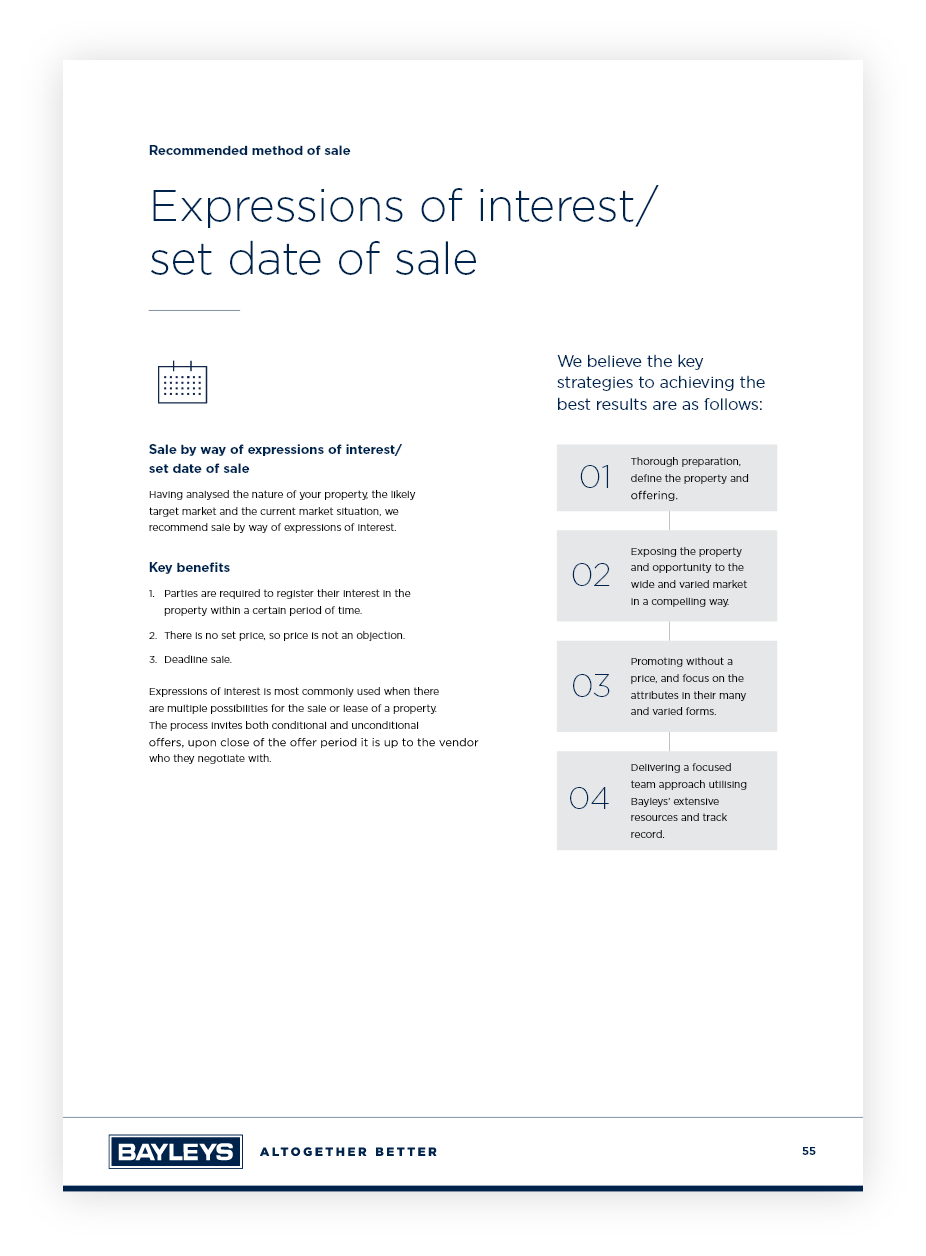 Recommended method of sale
Expressions of interest/
set date of sale
Sale by way of expressions of interest/
set date of sale
Having analysed the nature of your property, the likely
target market and the current market situation, we
recommend sale by way of expressions of interest.
Key benefits
1. Parties are required to register their interest in the
property within a certain period of time.
2. There is no set price, so price is not an objection.
3. Deadline sale.
Expressions of interest is most commonly used when there
are multiple possibilities for the sale or lease of a property.
The process invites both conditional and unconditional
offers, upon close of the offer period it is up to the vendor
who they negotiate with.
We believe the key
strategies to achieving the
best results are as follows:
01
Thorough preparation,
define the property and
offering.
02
Exposing the property
and opportunity to the
wide and varied market
in a compelling way.
03
Promoting without a
price, and focus on the
attributes in their many
and varied forms.
04
Delivering a focused
team approach utilising
Bayleys' extensive
resources and track
record.
BAYLEYS ALTOGETHER BETTER 55